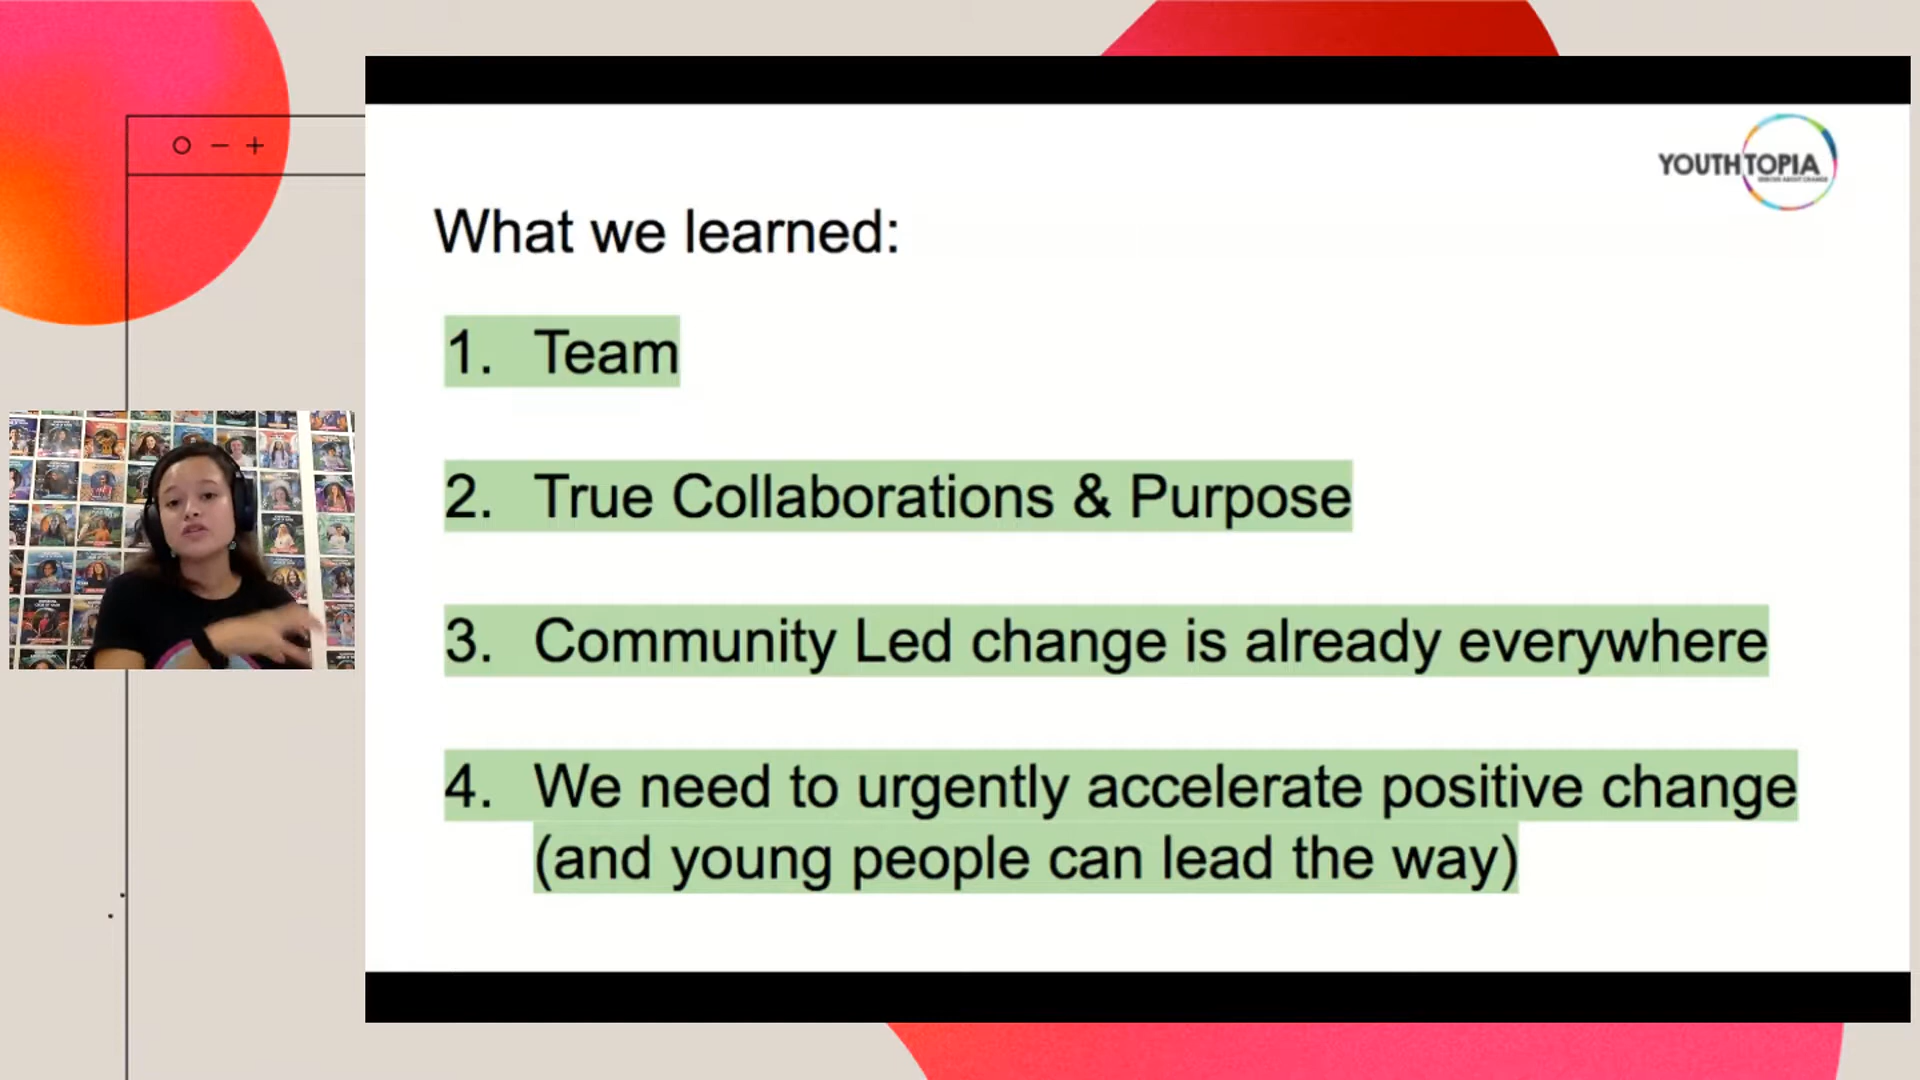 YOUTHTOPIA
What we learned:
1. Team
2. True Collaborations & Purpose
3. Community Led change is already everywhere
4. We need to urgently accelerate positive change
(and young people can lead the way)